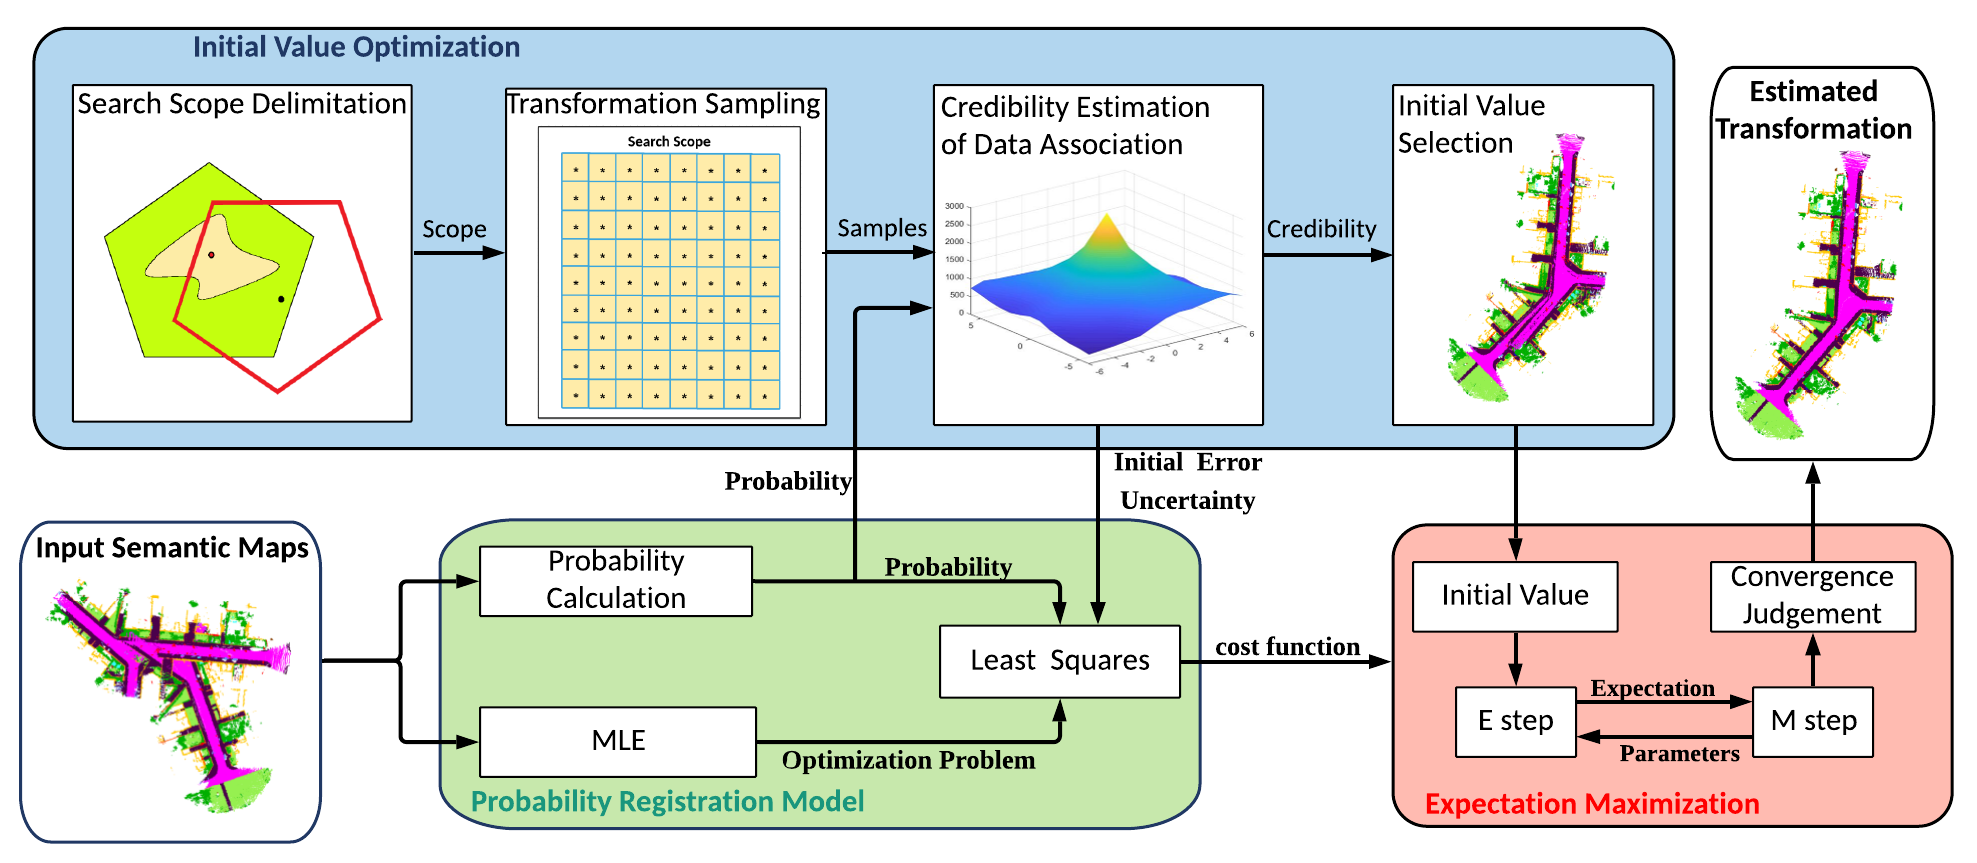 Initial Value Optimization
Search Scope Delimitation
Scope
Transformation Sampling
Search Scope
Samples
Credibility Estimation
of Data Association
3000
2500
2000
1500
1000
500
0
5
0
-5
-6
-4
-2
0
2
4
6
Credibility
Initial Value
Selection
Estimated
Transformation
Probability
Initial Error
Uncertainty
Input Semantic Maps
Probability
Calculation
Probability
Least Squares
MLE
Optimization Problem
Probability Registration Model
cost function
Initial Value
Convergence
Judgement
E step
Expectation
Parameters
M step
Expectation Maximization